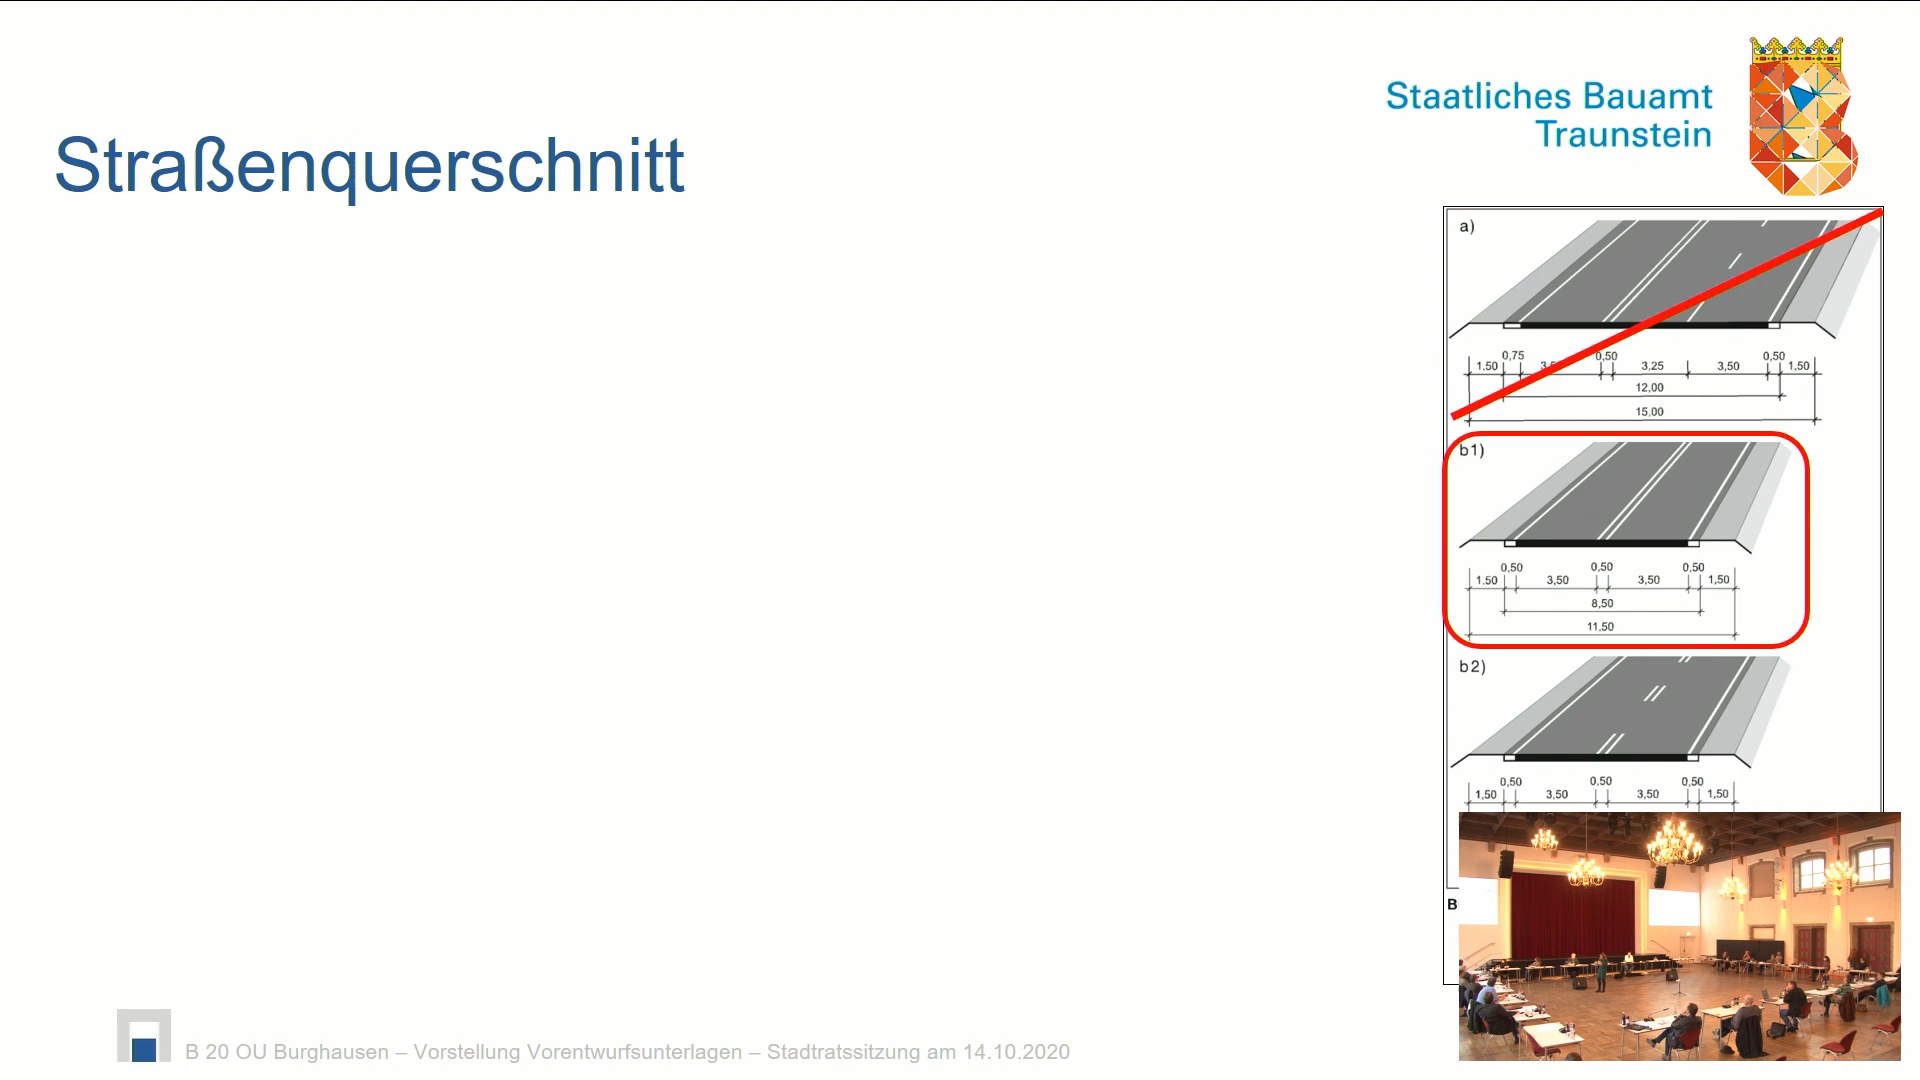 Staatliches Bauamt
Traunstein
Straßenquerschnitt
a)
0,75 0,50 0,50
1,50 3,25 3,50 1,50
12,00
15,00
b1)
0,50 0,50 0,50
1,50 3,50 3,50 1,50
8,50
11,50
b2)
0,50 0,50 0,50
1,50 3,50 3,50 1,50
B
B 20 OU Burghausen – Vorstellung Vorentwurfsunterlagen – Stadtratssitzung am 14.10.2020